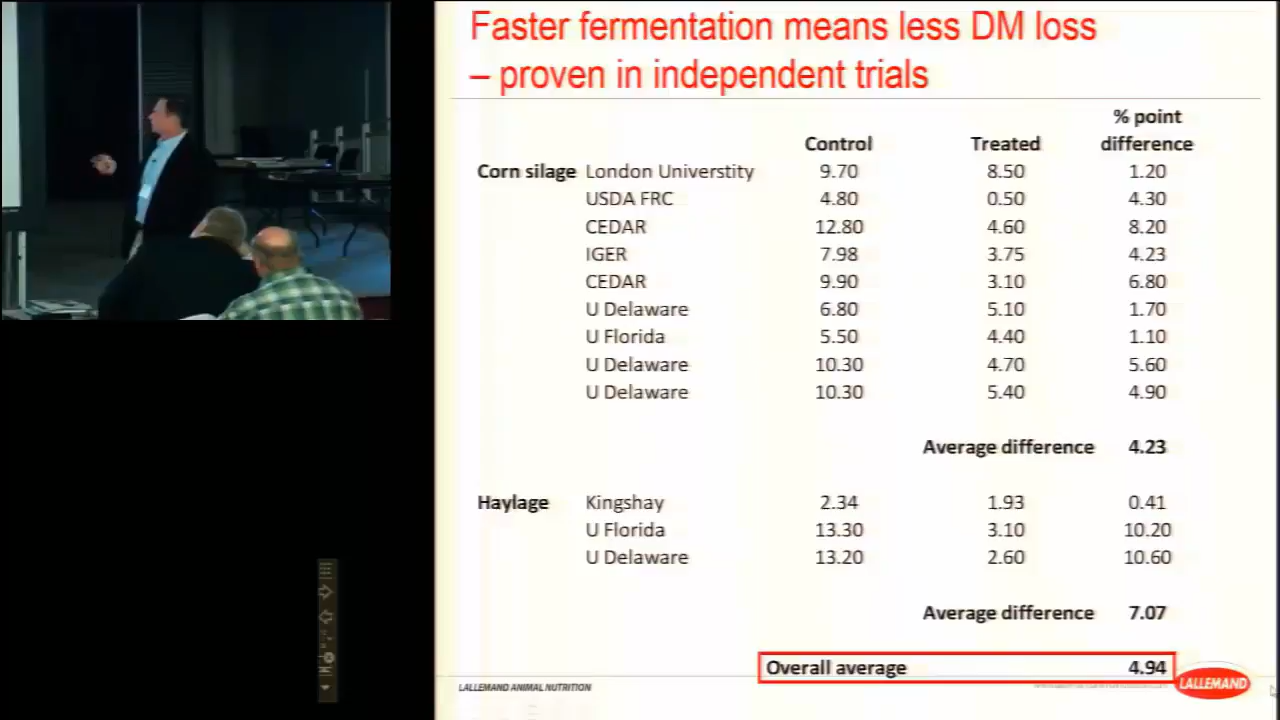 Faster fermentation means less DM loss
– proven in independent trials
% point
Control Treated difference
Corn silage London Universtity 9.70 8.50 1.20
USDA FRC 4.80 0.50 4.30
CEDAR 12.80 4.60 8.20
IGER 7.98 3.75 4.23
CEDAR 9.90 3.10 6.80
U Delaware 6.80 5.10 1.70
U Florida 5.50 4.40 1.10
U Delaware 10.30 4.70 5.60
U Delaware 10.30 5.40 4.90
Average difference 4.23
Haylage Kingshay 2.34 1.93 0.41
U Florida 13.30 3.10 10.20
U Delaware 13.20 2.60 10.60
Average difference 7.07
Overall average 4.94
LALLEMAND ANIMAL NUTRITION
LALLEMAND